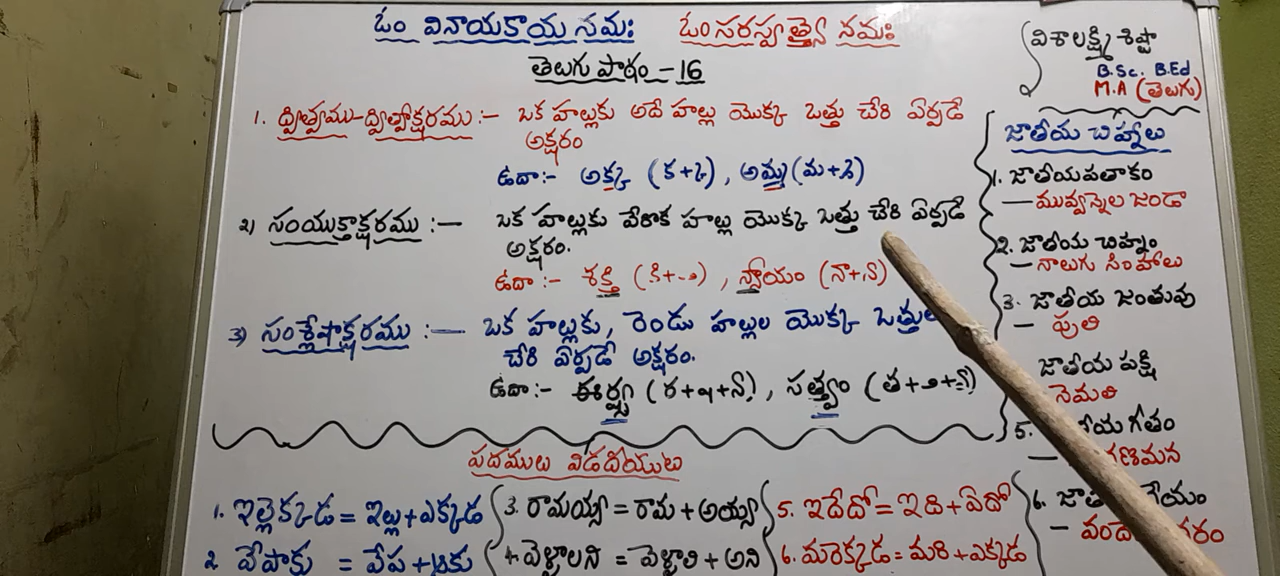 ఓం వినాయకాయ నమః ఓం సరస్వత్యై నమః
తెలుగు పాఠం - 16
1. ద్విత్వము-ద్విత్వాక్షరము :- ఒక హల్లుకు అదే హల్లు యొక్క ఒత్తు చేరి ఏర్పడే
అక్షరం
ఉదా :- అక్క (క+్క), అమ్మ (మ+్మ)
2) సంయుక్తాక్షరము :- ఒక హల్లుకు వేరొక హల్లు యొక్క ఒత్తు చేరి ఏర్పడే
అక్షరం.
ఉదా :- శక్తి (కి+్త), న్యాయం (నా+్య)
3) సంశ్లేషాక్షరము :- ఒక హల్లుకు, రెండు హల్లుల యొక్క
చేరి ఏర్పడే అక్షరం.
ఉదా :- ఈర్ష్య (ర+్ష+్య), సత్త్వం (త+్త+్వ)
పదములు విడదీయుట
1. ఇల్లెక్కడ = ఇల్లు+ఎక్కడ
2 వేపాకు = వేప +ఆకు
3. రామయ్య = రామ + అయ్య
4. వెళ్ళాలని = వెళ్ళాలి + అని
5. ఇదేదో = ఇది+ఏదో
6. మరెక్కడ = మరి +ఎక్కడ
విశాలక్ష్మి శిష్టా
B.Sc. B.Ed
M.A (తెలుగు)
జాతీయ చిహ్నాలు
1. జాతీయపతాకం
— మువ్వన్నెల జండా
2. జాతీయ చిహ్నం
— నాలుగు సింహాలు
3. జాతీయ జంతువు
— పులి
జాతీయ పక్షి
నెమలి
5. గీతం
—
6.
—